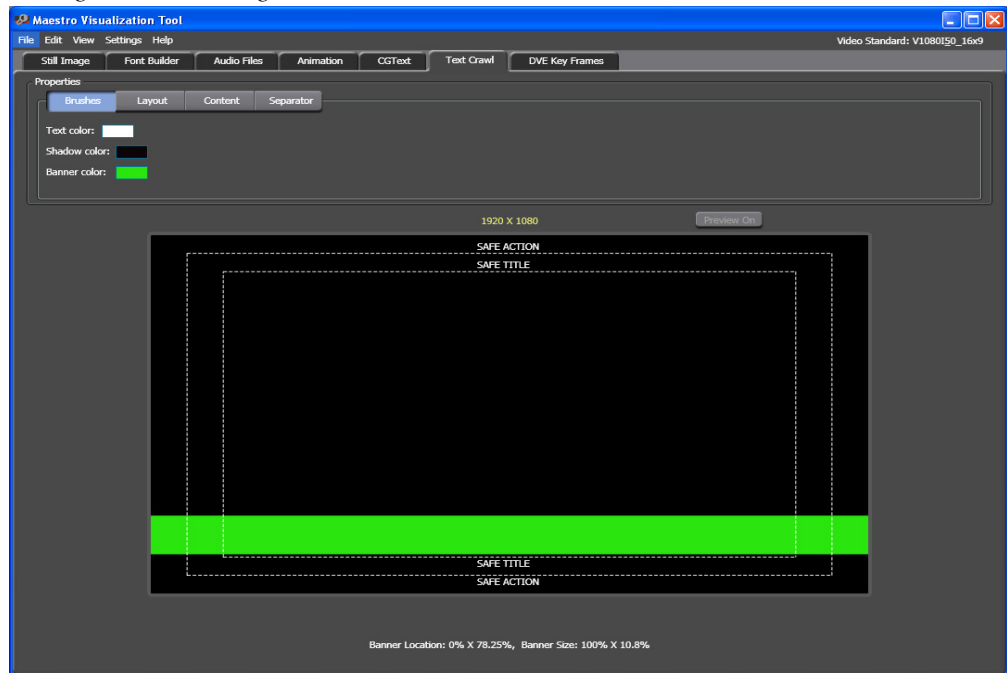 Maestro Visualization Tool
File Edit View Settings Help Video Standard: V1080I50_16x9
Still Image Font Builder Audio Files Animation CGText Text Crawl DVE Key Frames
Properties
Brushes Layout Content Separator
Text color:
Shadow color:
Banner color:
1920 X 1080 Preview On
SAFE ACTION
SAFE TITLE
SAFE TITLE
SAFE ACTION
Banner Location: 0% X 78.25%, Banner Size: 100% X 10.8%